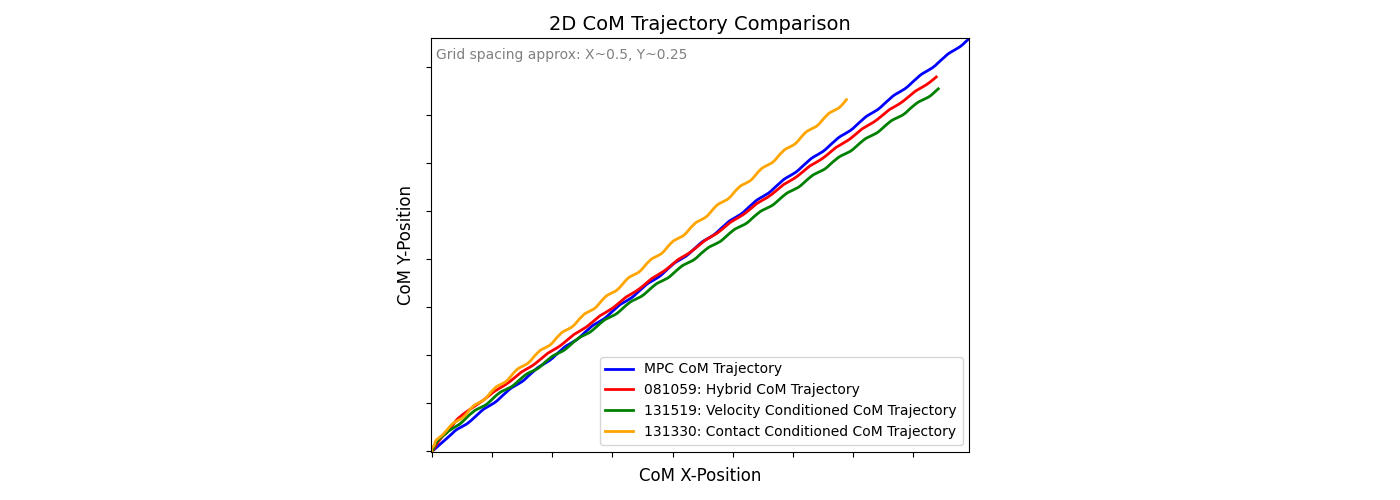 2D CoM Trajectory Comparison
Grid spacing approx: X~0.5, Y~0.25
CoM Y-Position
MPC CoM Trajectory
081059: Hybrid CoM Trajectory
131519: Velocity Conditioned CoM Trajectory
131330: Contact Conditioned CoM Trajectory
CoM X-Position